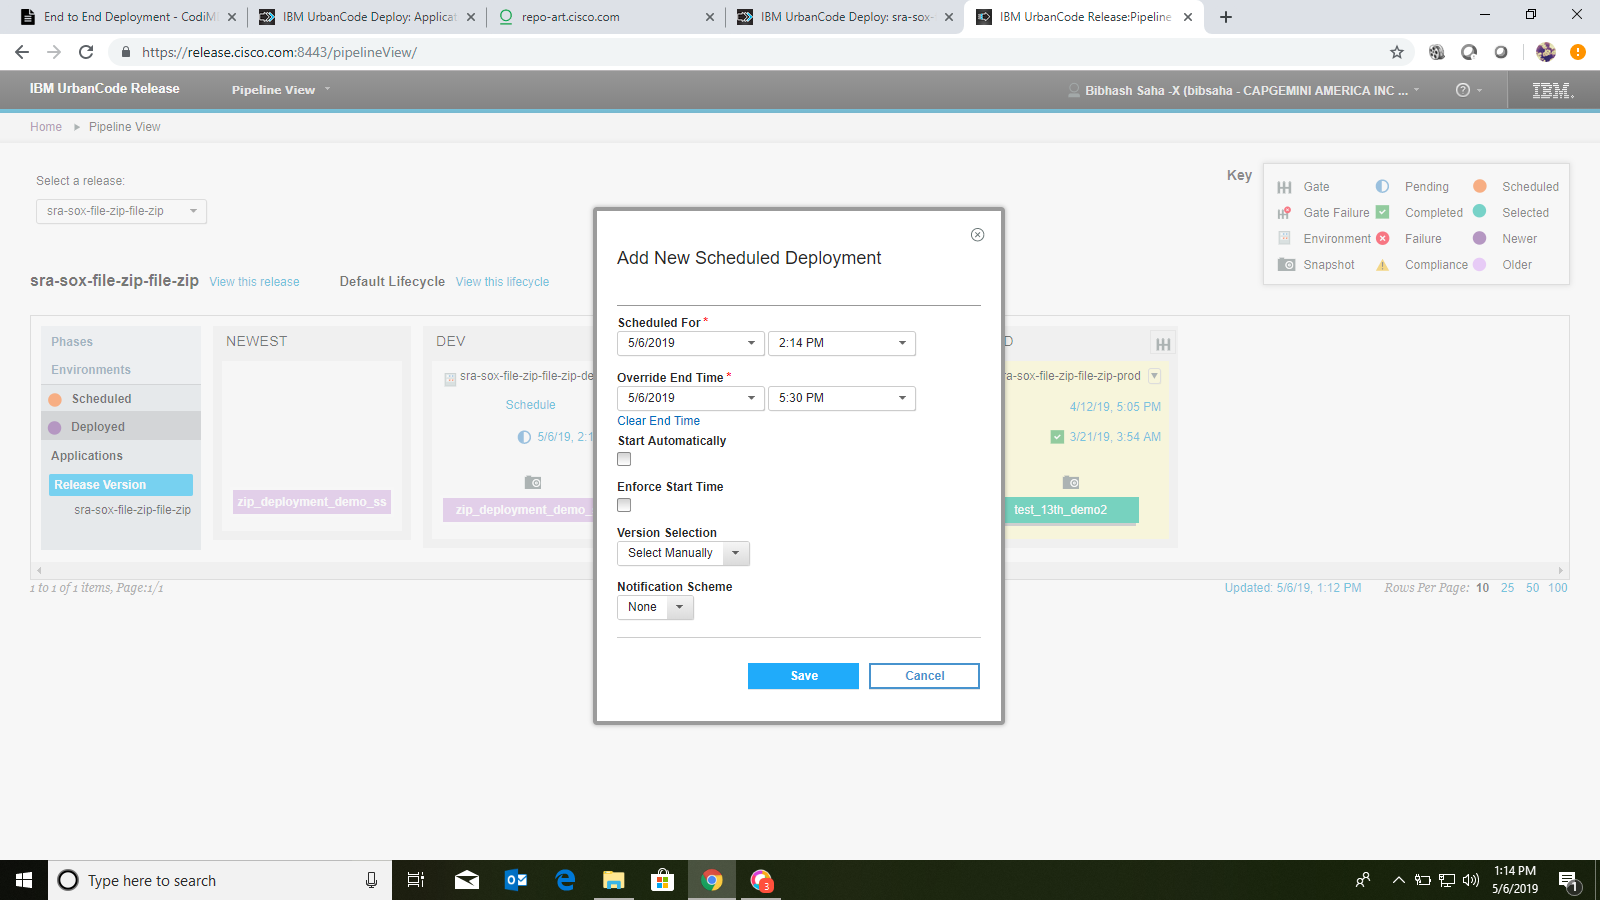 End to End Deployment - CodiM
IBM UrbanCode Deploy: Applicat
repo-art.cisco.com
IBM UrbanCode Deploy: sra-sox-
IBM UrbanCode Release:Pipeline
https://release.cisco.com:8443/pipelineView/
IBM UrbanCode Release
Pipeline View
Bibhash Saha -X (bibsaha - CAPGEMINI AMERICA INC ...
IBM.
Home
Pipeline View
Select a release:
sra-sox-file-zip-file-zip
Key
Gate
Pending
Scheduled
Gate Failure
Completed
Selected
Environment
Failure
Newer
Snapshot
Compliance
Older
sra-sox-file-zip-file-zip
View this release
Default Lifecycle
View this lifecycle
Phases
Environments
Scheduled
Deployed
Applications
Release Version
sra-sox-file-zip-file-zip
NEWEST
zip_deployment_demo_ss
DEV
sra-sox-file-zip-file-zip-de
Schedule
5/6/19, 2:1
zip_deployment_demo_
Add New Scheduled Deployment
Scheduled For *
5/6/2019
2:14 PM
Override End Time *
5/6/2019
5:30 PM
Clear End Time
Start Automatically
Enforce Start Time
Version Selection
Select Manually
Notification Scheme
None
Save
Cancel
D
ra-sox-file-zip-file-zip-prod
4/12/19, 5:05 PM
3/21/19, 3:54 AM
test_13th_demo2
1 to 1 of 1 items, Page:1/1
Updated: 5/6/19, 1:12 PM
Rows Per Page: 10 25 50 100
Type here to search
3
1:14 PM
5/6/2019
1